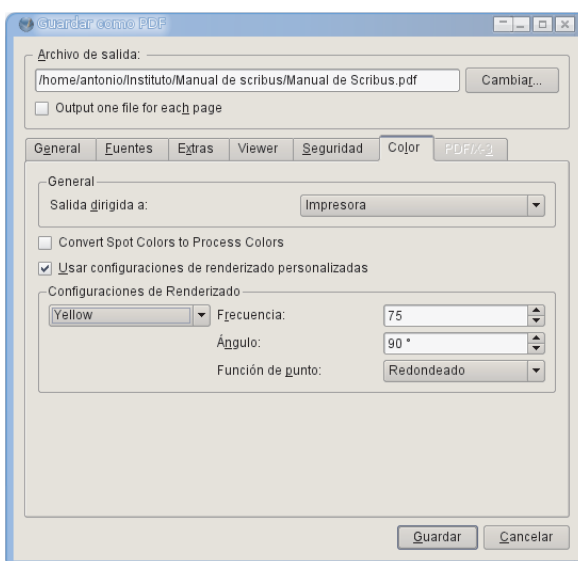 Guardar como PDF
Archivo de salida:
/home/antonio/Instituto/Manual de scribus/Manual de Scribus.pdf Cambiar...
Output one file for each page
General Fuentes Extras Viewer Seguridad Color PDF/X-3
General
Salida dirigida a: Impresora
Convert Spot Colors to Process Colors
Usar configuraciones de renderizado personalizadas
Configuraciones de Renderizado
Yellow Frecuencia: 75
Ángulo: 90 °
Función de punto: Redondeado
Guardar Cancelar